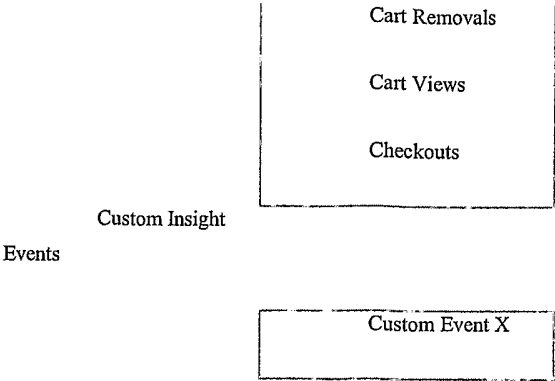 Cart Removals
Cart Views
Checkouts
Custom Insight
Events
Custom Event X